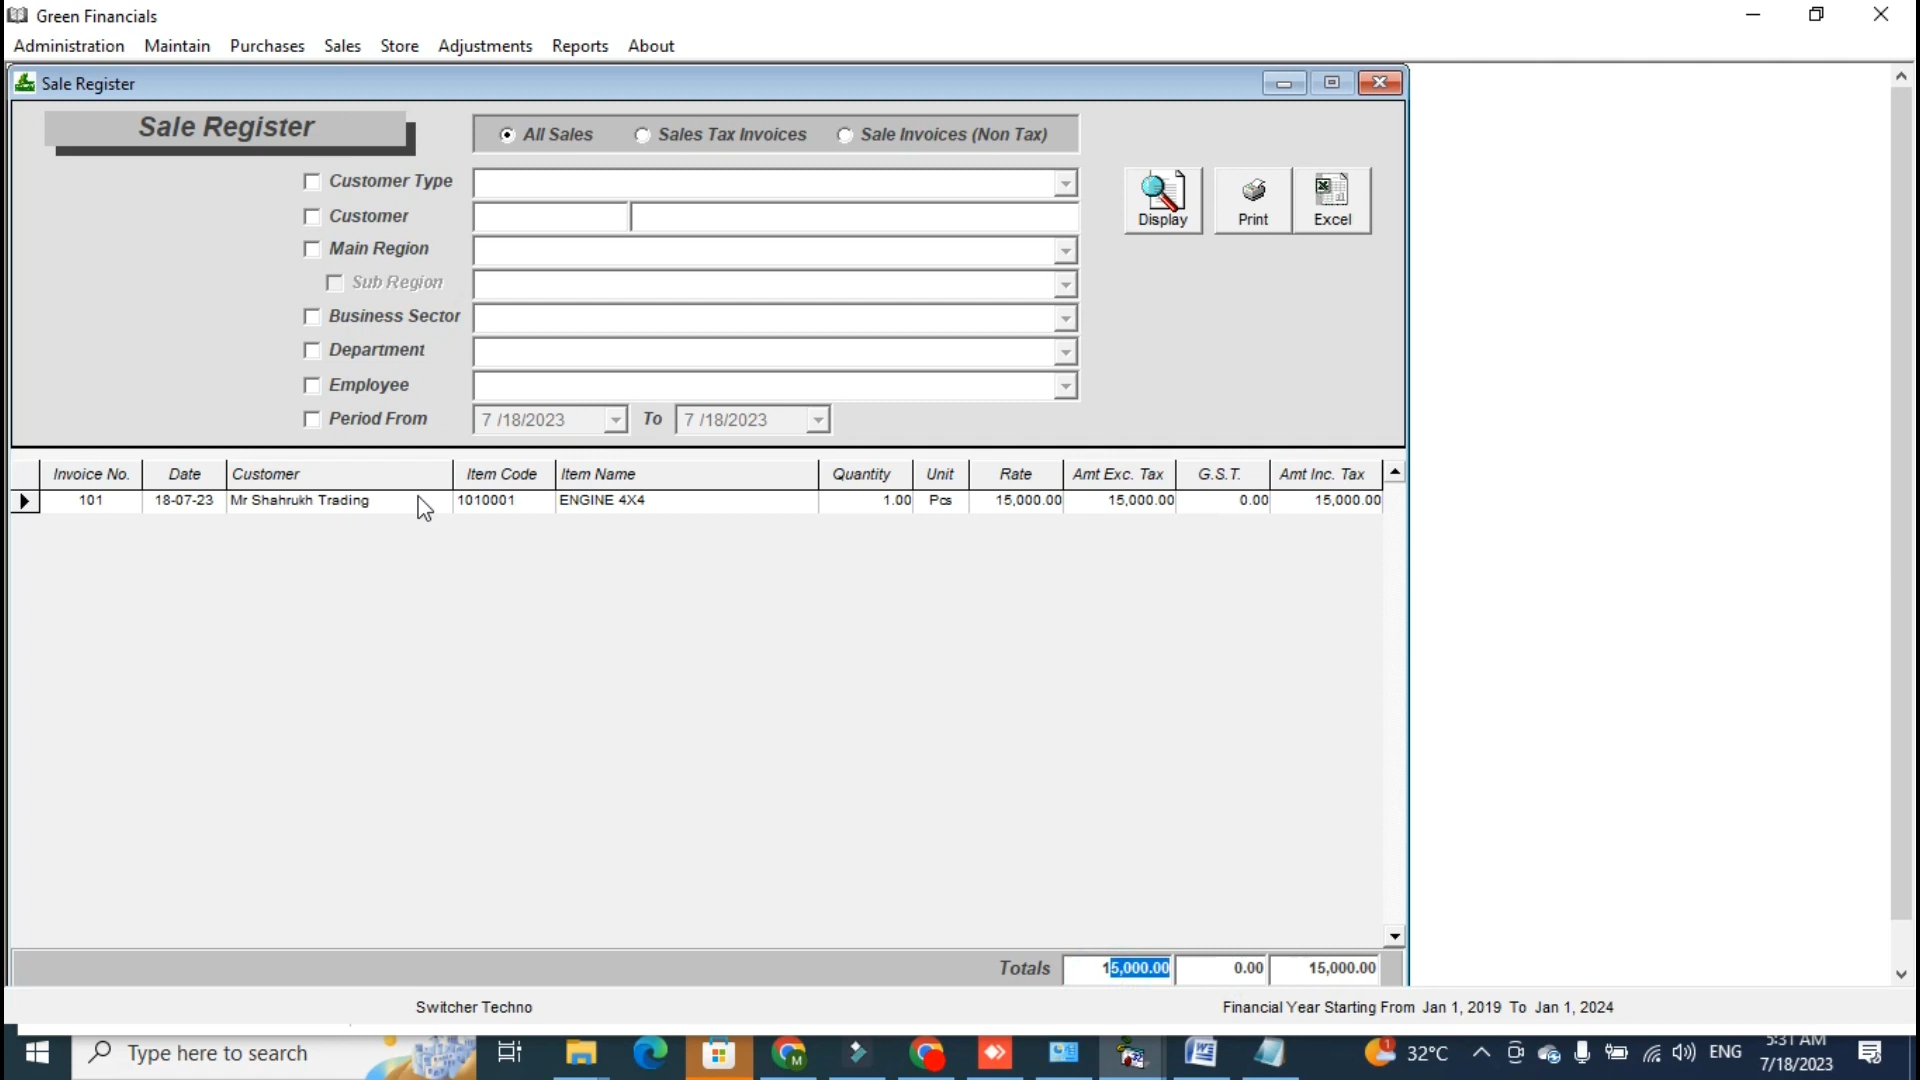 Green Financials
Administration Maintain Purchases Sales Store Adjustments Reports About
Sale Register
Sale Register
All Sales Sales Tax Invoices Sale Invoices (Non Tax)
Customer Type
Customer
Main Region
Sub Region
Business Sector
Department
Employee
Period From 7 /18/2023 To 7 /18/2023
Display Print Excel
Invoice No. Date Customer Item Code Item Name Quantity Unit Rate Amt Exc. Tax G.S.T. Amt Inc. Tax
101 18-07-23 Mr Shahrukh Trading 1010001 ENGINE 4X4 1.00 Pcs 15,000.00 15,000.00 0.00 15,000.00
Totals 15,000.00 0.00 15,000.00
Switcher Techno Financial Year Starting From Jan 1, 2019 To Jan 1, 2024
Type here to search 32°C ENG 5:31 AM
7/18/2023